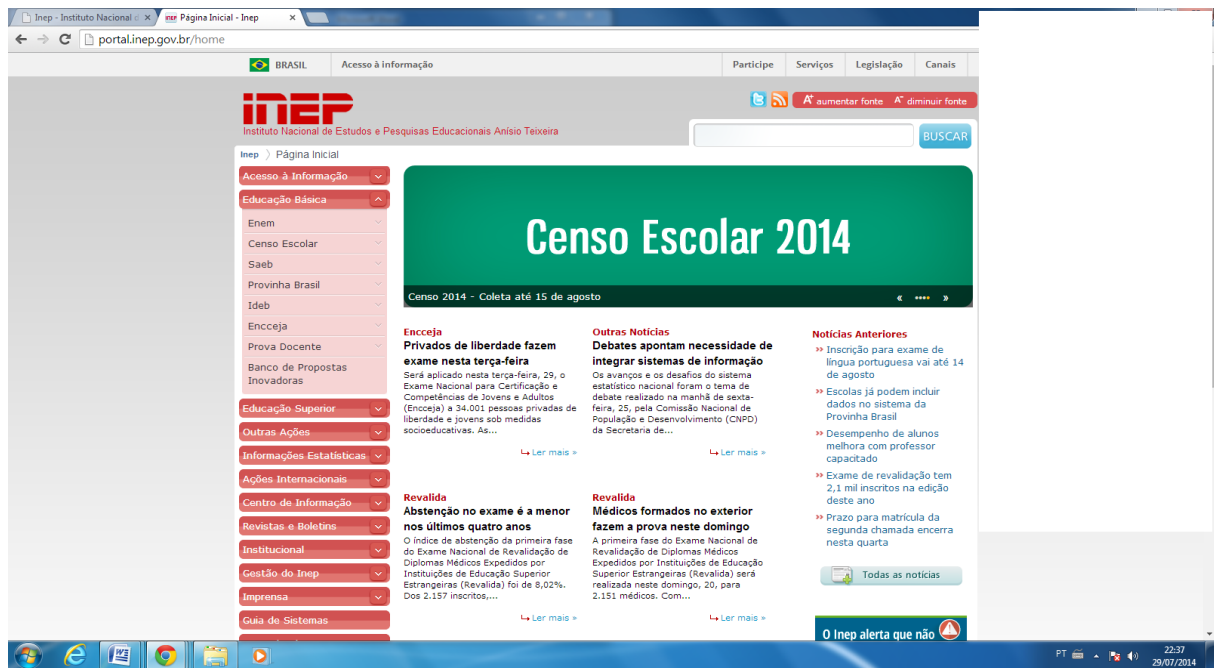 Inep - Instituto Nacional d
Página Inicial - Inep
portal.inep.gov.br/home
BRASIL
Acesso à informação
Participe
Serviços
Legislação
Canais
inep
Instituto Nacional de Estudos e Pesquisas Educacionais Anísio Teixeira
A+ aumentar fonte A- diminuir fonte
BUSCAR
Inep 〉 Página Inicial
Acesso à Informação
Educação Básica
Enem
Censo Escolar
Saeb
Provinha Brasil
Ideb
Encceja
Prova Docente
Banco de Propostas
Inovadoras
Educação Superior
Outras Ações
Informações Estatísticas
Ações Internacionais
Centro de Informação
Revistas e Boletins
Institucional
Gestão do Inep
Imprensa
Guia de Sistemas
Censo Escolar 2014
Censo 2014 - Coleta até 15 de agosto
« »
Encceja
Privados de liberdade fazem
exame nesta terça-feira
Será aplicado nesta terça-feira, 29, o
Exame Nacional para Certificação e
Competências de Jovens e Adultos
(Encceja) a 34.001 pessoas privadas de
liberdade e jovens sob medidas
socioeducativas. As...
Ler mais »
Outras Notícias
Debates apontam necessidade de
integrar sistemas de informação
Os avanços e os desafios do sistema
estatístico nacional foram o tema de
debate realizado na manhã de sexta-
feira, 25, pela Comissão Nacional de
População e Desenvolvimento (CNPD)
da Secretaria de...
Ler mais »
Revalida
Abstenção no exame é a menor
nos últimos quatro anos
O índice de abstenção da primeira fase
do Exame Nacional de Revalidação de
Diplomas Médicos Expedidos por
Instituições de Educação Superior
Estrangeiras (Revalida) foi de 8,02%.
Dos 2.157 inscritos,...
Ler mais »
Revalida
Médicos formados no exterior
fazem a prova neste domingo
A primeira fase do Exame Nacional de
Revalidação de Diplomas Médicos
Expedidos por Instituições de Educação
Superior Estrangeiras (Revalida) será
realizada neste domingo, 20, para
2.151 médicos. Com...
Ler mais »
Notícias Anteriores
Inscrição para exame de
língua portuguesa vai até 14
de agosto
Escolas já podem incluir
dados no sistema da
Provinha Brasil
Desempenho de alunos
melhora com professor
capacitado
Exame de revalidação tem
2,1 mil inscritos na edição
deste ano
Prazo para matrícula da
segunda chamada encerra
nesta quarta
Todas as notícias
O Inep alerta que não
PT
22:37
29/07/2014